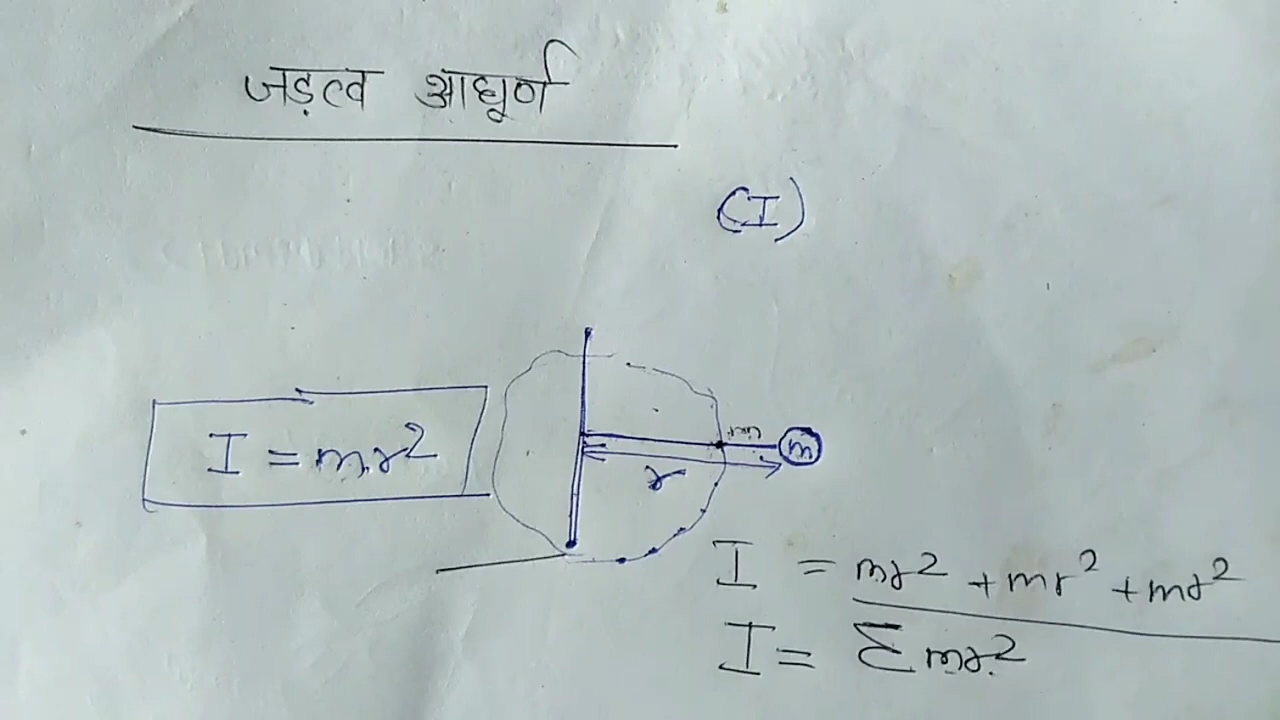 जड़त्व आघूर्ण
(I)
I = mr²
m
r
I = mr² + mr² + mr²
I = Σmr²